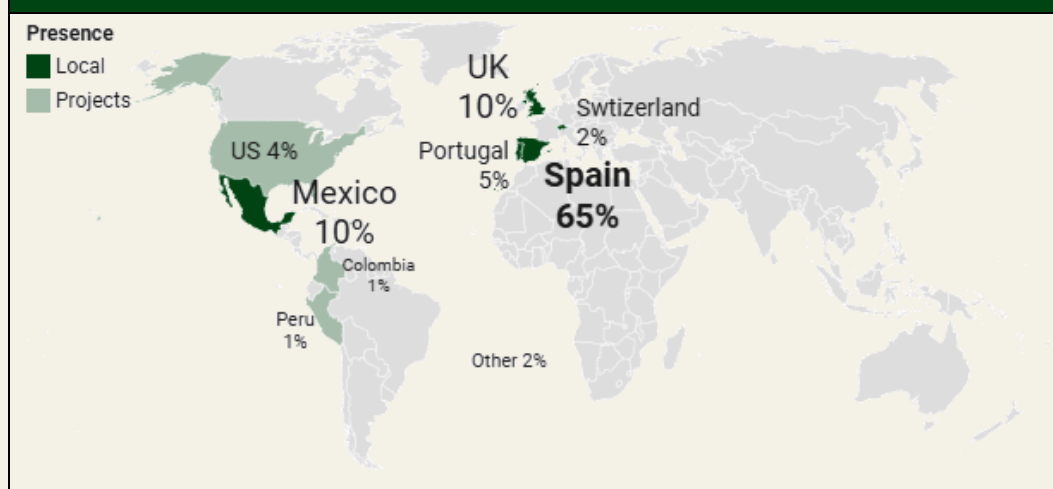 Presence
Local
Projects
UK
10%
Swtizerland
2%
Portugal
5%
Spain
65%
US 4%
Mexico
10%
Colombia
1%
Peru
1%
Other 2%